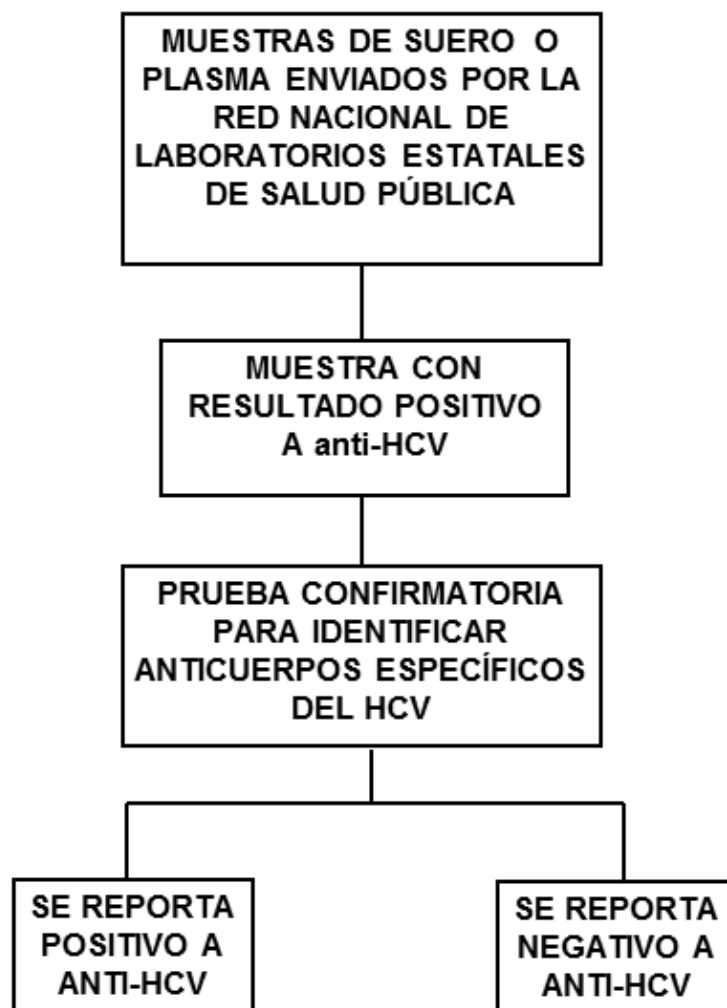 MUESTRAS DE SUERO O
PLASMA ENVIADOS POR LA
RED NACIONAL DE
LABORATORIOS ESTATALES
DE SALUD PÚBLICA
MUESTRA CON
RESULTADO POSITIVO
A anti-HCV
PRUEBA CONFIRMATORIA
PARA IDENTIFICAR
ANTICUERPOS ESPECÍFICOS
DEL HCV
SE REPORTA
POSITIVO A
ANTI-HCV
SE REPORTA
NEGATIVO A
ANTI-HCV